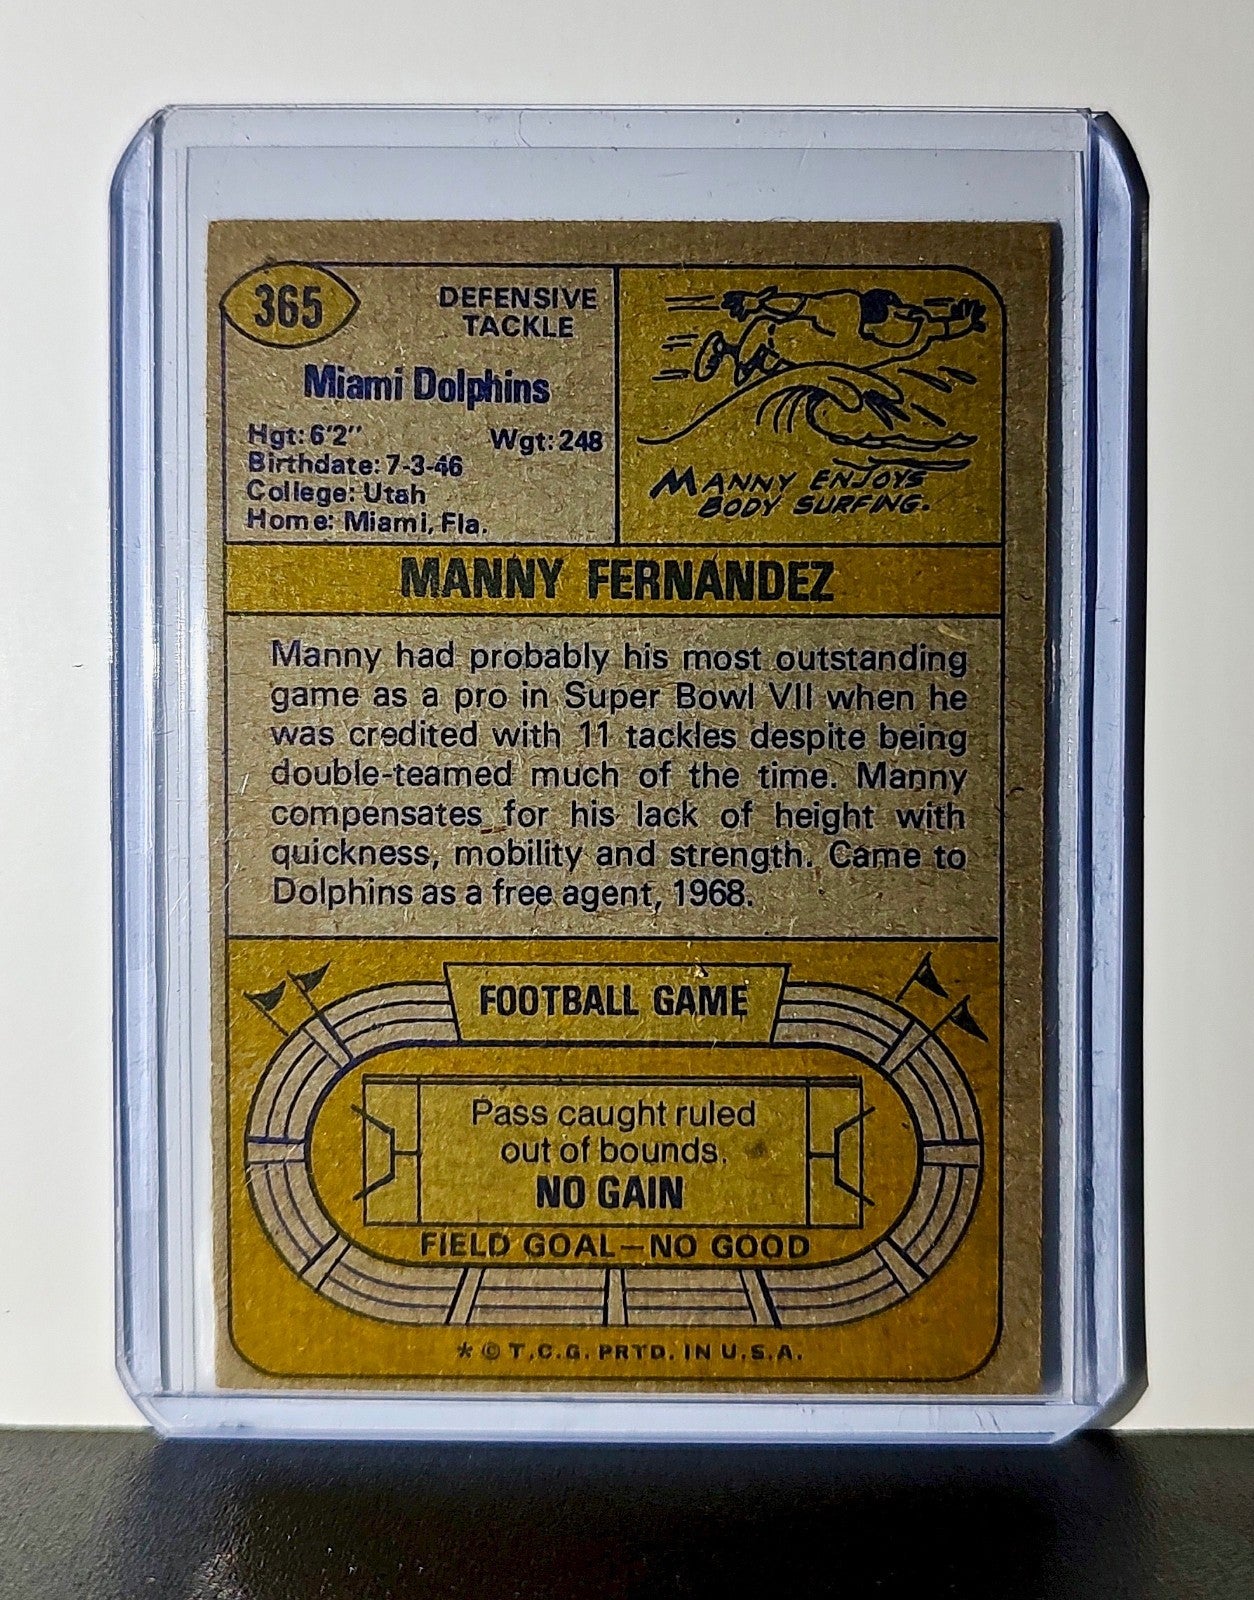 365
DEFENSIVE
TACKLE
Miami Dolphins
Hgt: 6'2" Wgt: 248
Birthdate: 7-3-46
College: Utah
Home: Miami, Fla.
MANNY ENJOYS
BODY SURFING.
MANNY FERNANDEZ
Manny had probably his most outstanding
game as a pro in Super Bowl VII when he
was credited with 11 tackles despite being
double-teamed much of the time. Manny
compensates for his lack of height with
quickness, mobility and strength. Came to
Dolphins as a free agent, 1968.
FOOTBALL GAME
Pass caught ruled
out of bounds.
NO GAIN
FIELD GOAL—NO GOOD
* © T.C.G. PRTD. IN U.S.A.